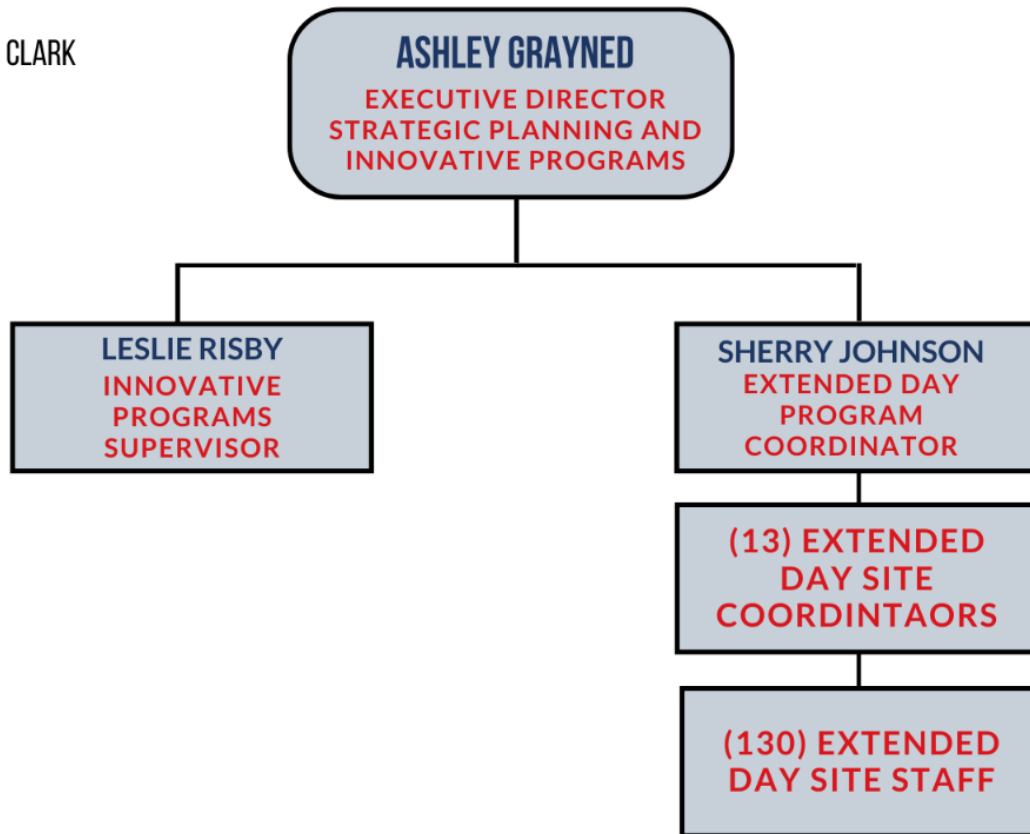 CLARK
ASHLEY GRAYNED
EXECUTIVE DIRECTOR
STRATEGIC PLANNING AND
INNOVATIVE PROGRAMS
LESLIE RISBY
INNOVATIVE
PROGRAMS
SUPERVISOR
SHERRY JOHNSON
EXTENDED DAY
PROGRAM
COORDINATOR
(13) EXTENDED
DAY SITE
COORDINTAORS
(130) EXTENDED
DAY SITE STAFF